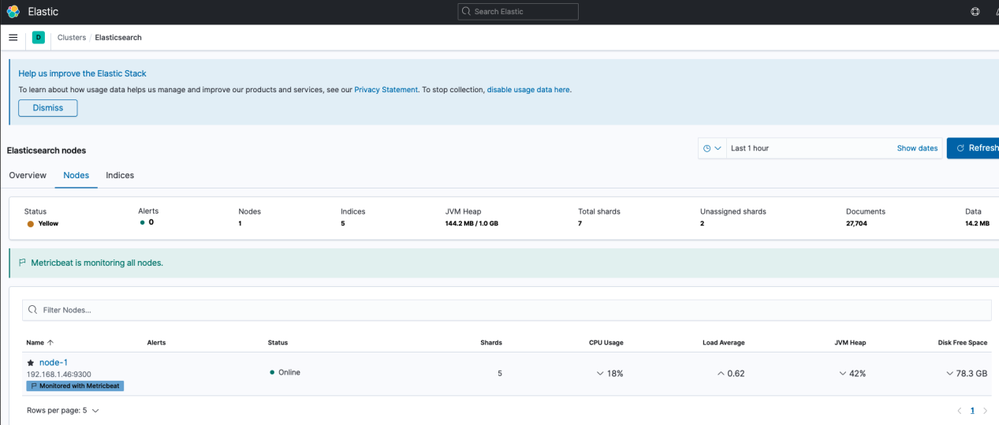 Elastic
Search Elastic
D
Clusters / Elasticsearch
Help us improve the Elastic Stack
To learn about how usage data helps us manage and improve our products and services, see our Privacy Statement. To stop collection, disable usage data here.
Dismiss
Elasticsearch nodes
Last 1 hour
Show dates
Refresh
Overview Nodes Indices
Status Alerts Nodes Indices JVM Heap Total shards Unassigned shards Documents Data
Yellow 0 1 5 144.2 MB / 1.0 GB 7 2 27,704 14.2 MB
Metricbeat is monitoring all nodes.
Filter Nodes...
Name Alerts Status Shards CPU Usage Load Average JVM Heap Disk Free Space
node-1
192.168.1.46:9300
Monitored with Metricbeat
Online 5 18% 0.62 42% 78.3 GB
Rows per page: 5
1